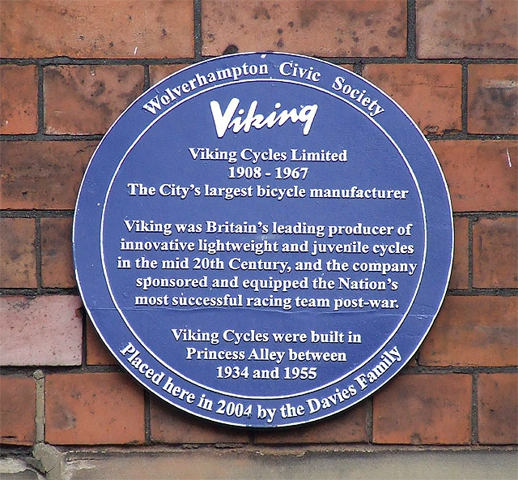 Wolverhampton Civic Society
Viking
Viking Cycles Limited
1908 - 1967
The City's largest bicycle manufacturer
Viking was Britain's leading producer of
innovative lightweight and juvenile cycles
in the mid 20th Century, and the company
sponsored and equipped the Nation's
most successful racing team post-war.
Viking Cycles were built in
Princess Alley between
1934 and 1955
Placed here in 2004 by the Davies Family